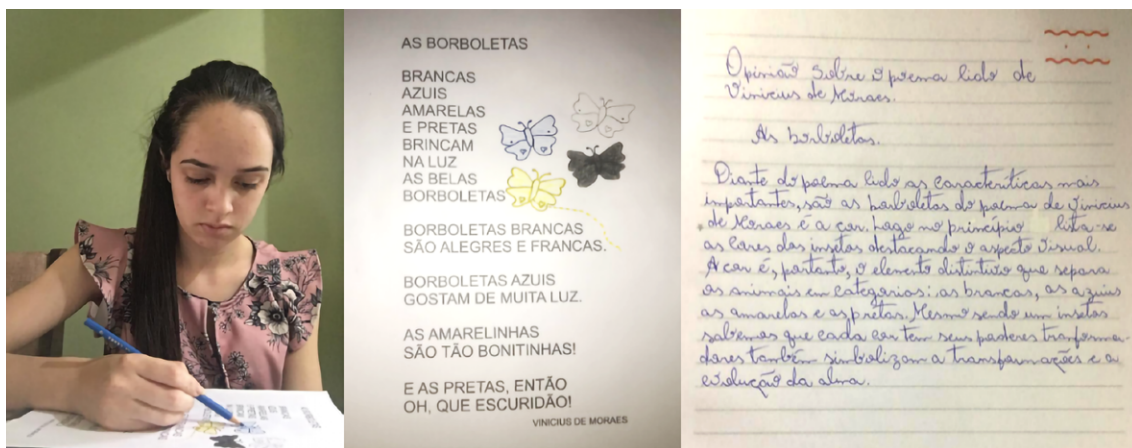 AS BORBOLETAS
BRANCAS
AZUIS
AMARELAS
E PRETAS
BRINCAM
NA LUZ
AS BELAS
BORBOLETAS
BORBOLETAS BRANCAS
SÃO ALEGRES E FRANCAS.
BORBOLETAS AZUIS
GOSTAM DE MUITA LUZ.
AS AMARELINHAS
SÃO TÃO BONITINHAS!
E AS PRETAS, ENTÃO
OH, QUE ESCURIDÃO!
VINICIUS DE MORAES
Opinião sobre o poema lido de
Vinicius de Moraes.
As borboletas.
Diante do poema lido as caracteriticas mais
importantes, são as borboletas do poema de Vinicius
de Moraes é a cor. Logo no princípio lista-se
as cores dos insetos destacando o aspecto visual.
A cor é, portanto, o elemento distintivo que separa
os animais em categorias: as brancas, as azuis
as amarelas e as pretas. Mesmo sendo um insetos
sabemos que cada cor tem seus poderes tranforma-
dores também simbolizam a transformações e a
evolução da alma.